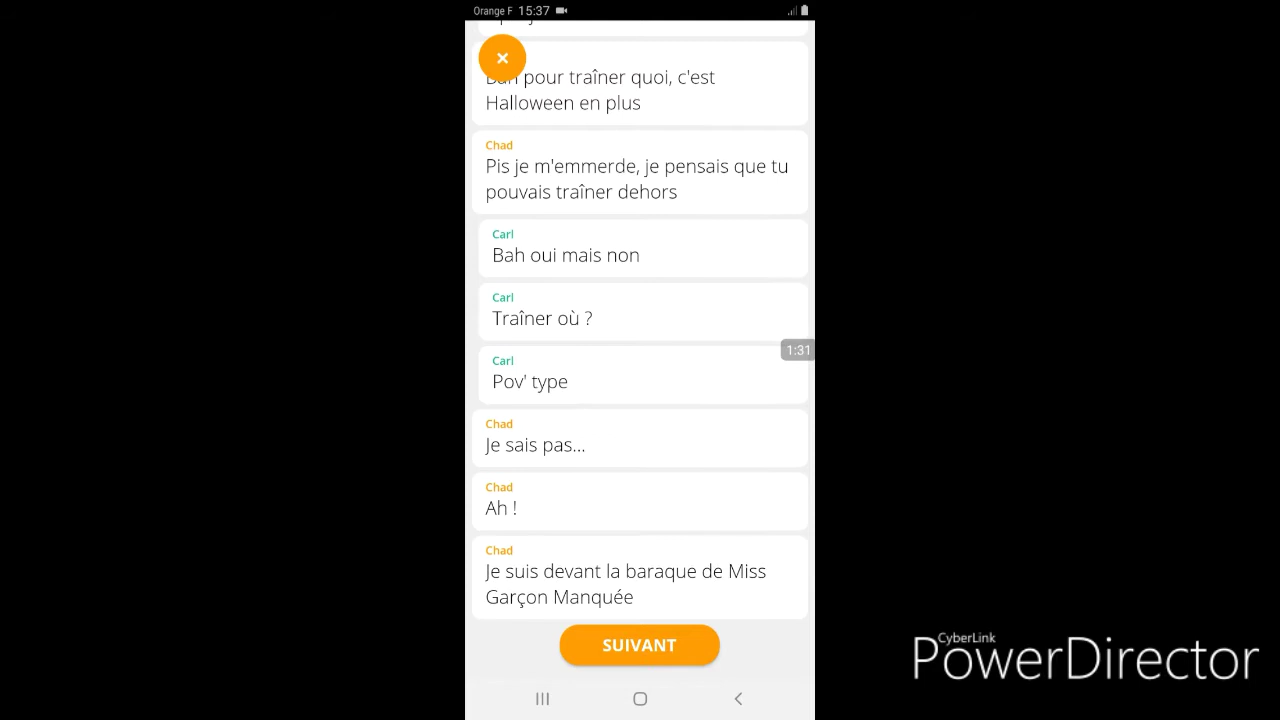 Orange F 15:37
Bah pour traîner quoi, c'est
Halloween en plus
Chad
Pis je m'emmerde, je pensais que tu
pouvais traîner dehors
Carl
Bah oui mais non
Carl
Traîner où ?
1:31
Carl
Pov' type
Chad
Je sais pas...
Chad
Ah !
Chad
Je suis devant la baraque de Miss
Garçon Manquée
SUIVANT
CyberLink
PowerDirector